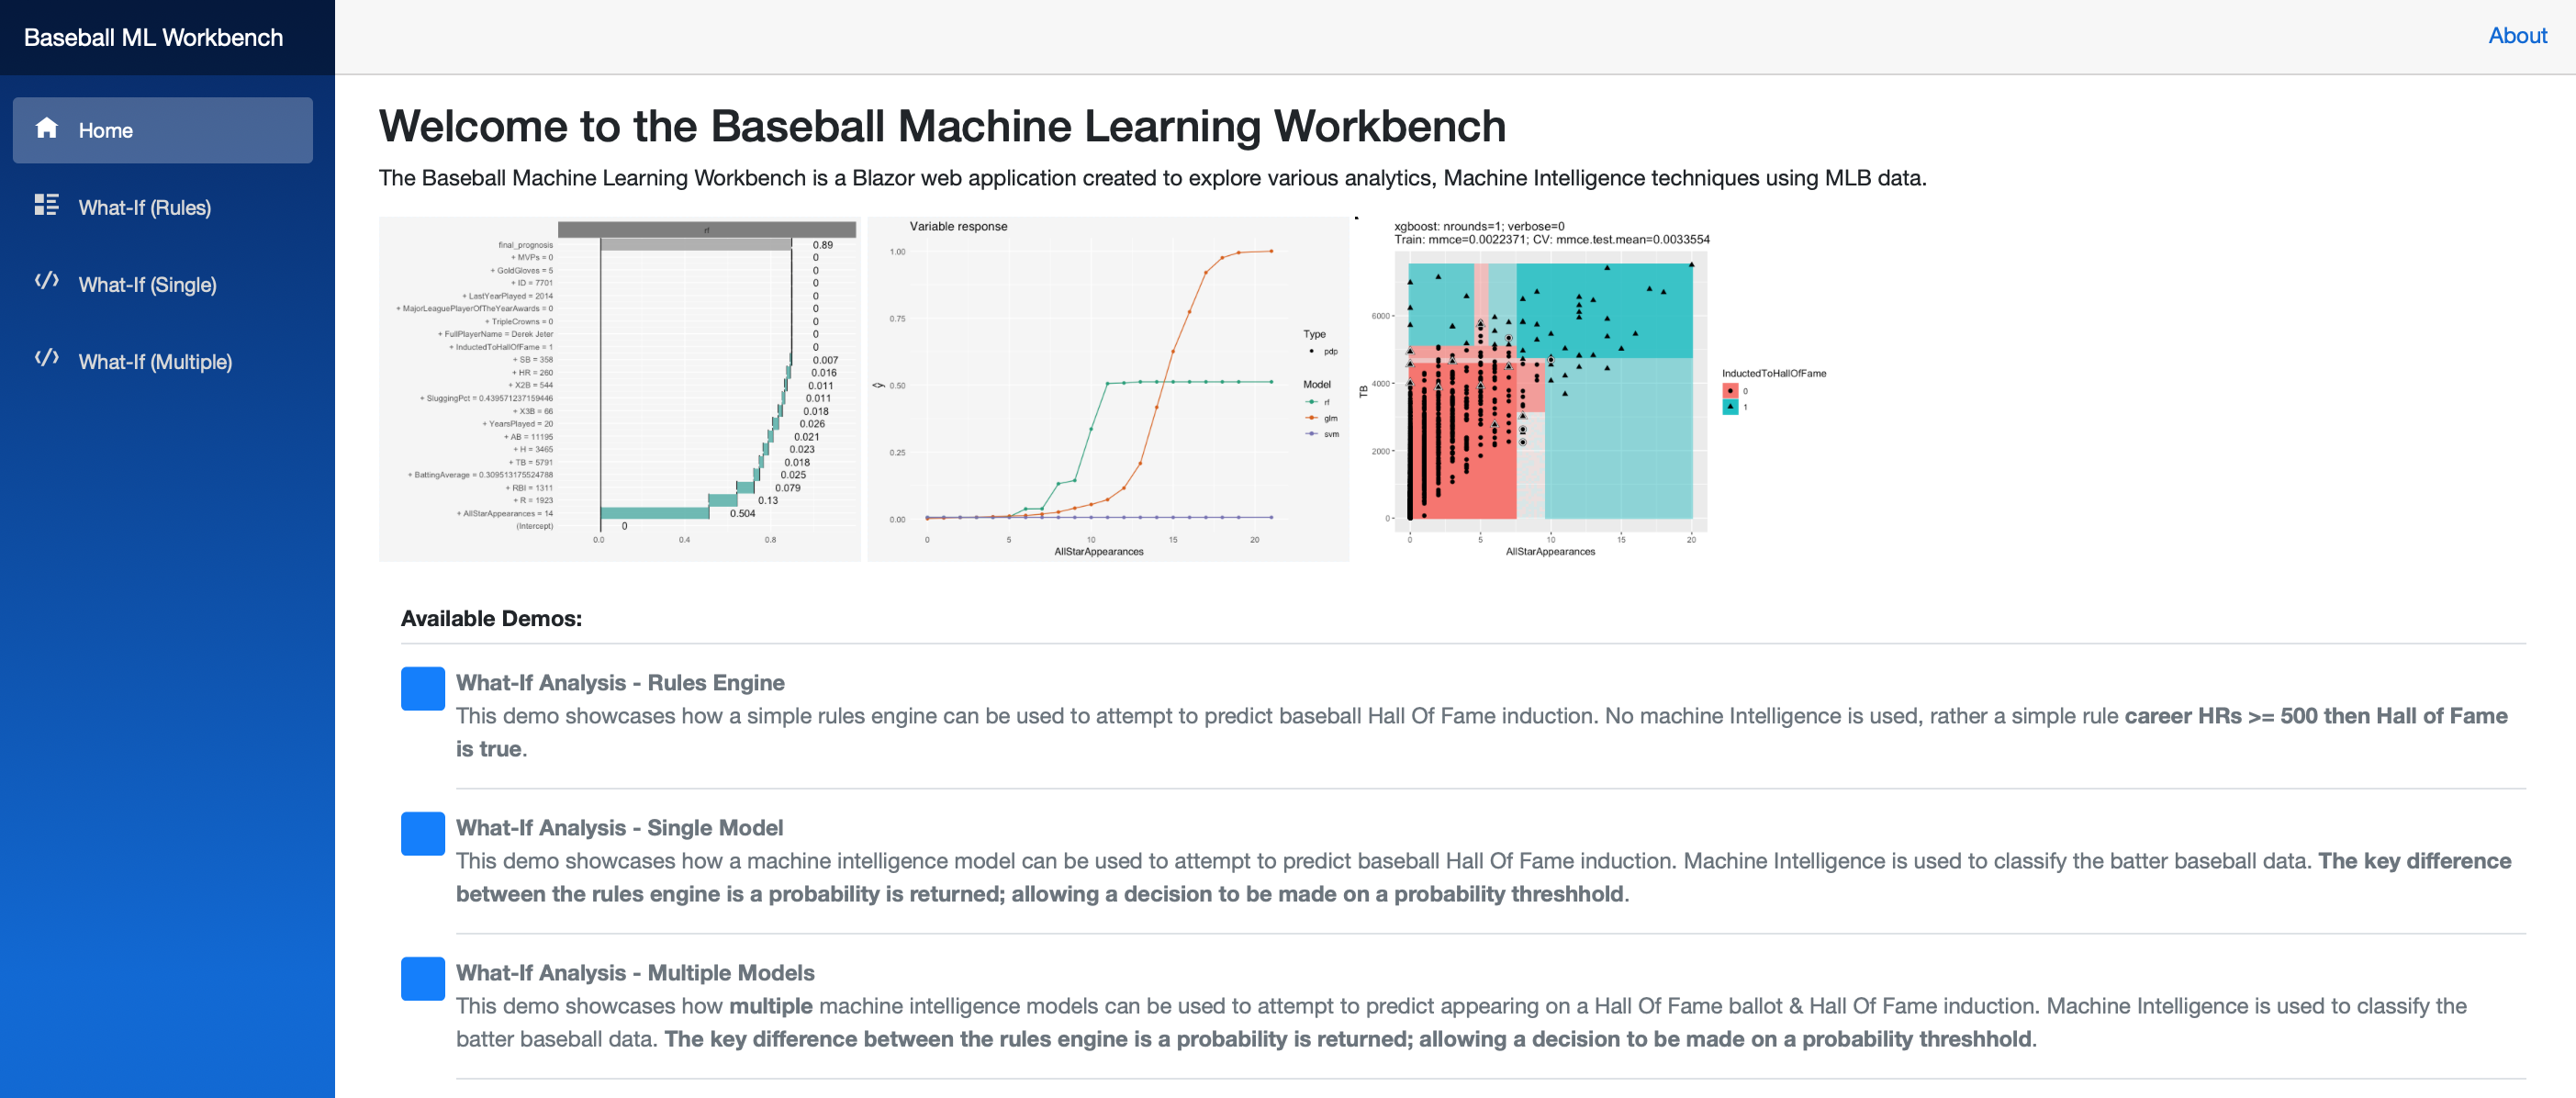 Baseball ML Workbench
About
Home
What-If (Rules)
What-If (Single)
What-If (Multiple)
Welcome to the Baseball Machine Learning Workbench
The Baseball Machine Learning Workbench is a Blazor web application created to explore various analytics, Machine Intelligence techniques using MLB data.
rf
final_prognosis 0.89
+ MVPs = 0 0
+ GoldGloves = 5 0
+ ID = 7701 0
+ LastYearPlayed = 2014 0
+ MajorLeaguePlayerOfTheYearAwards = 0 0
+ TripleCrowns = 0 0
+ FullPlayerName = Derek Jeter 0
+ InductedToHallOfFame = 1 0
+ SB = 358 0.007
+ HR = 260 0.016
+ X2B = 544 0.011
+ SluggingPct = 0.439571237159446 0.011
+ X3B = 66 0.018
+ YearsPlayed = 20 0.026
+ AB = 11195 0.021
+ H = 3465 0.023
+ TB = 5791 0.018
+ BattingAverage = 0.309513175524788 0.025
+ RBI = 1311 0.079
+ R = 1923 0.13
+ AllStarAppearances = 14 0.504
(Intercept) 0
0.0 0.4 0.8
Variable response
1.00
0.75
0.50
0.25
0.00
0 5 10 15 20
AllStarAppearances
Type
pdp
Model
rf
glm
svm
xgboost: nrounds=1; verbose=0
Train: mmce=0.0022371; CV: mmce.test.mean=0.0033554
6000
4000
2000
0
TB
0 5 10 15 20
AllStarAppearances
InductedToHallOfFame
0
1
Available Demos:
What-If Analysis - Rules Engine
This demo showcases how a simple rules engine can be used to attempt to predict baseball Hall Of Fame induction. No machine Intelligence is used, rather a simple rule career HRs >= 500 then Hall of Fame
is true.
What-If Analysis - Single Model
This demo showcases how a machine intelligence model can be used to attempt to predict baseball Hall Of Fame induction. Machine Intelligence is used to classify the batter baseball data. The key difference
between the rules engine is a probability is returned; allowing a decision to be made on a probability threshhold.
What-If Analysis - Multiple Models
This demo showcases how multiple machine intelligence models can be used to attempt to predict appearing on a Hall Of Fame ballot & Hall Of Fame induction. Machine Intelligence is used to classify the
batter baseball data. The key difference between the rules engine is a probability is returned; allowing a decision to be made on a probability threshhold.